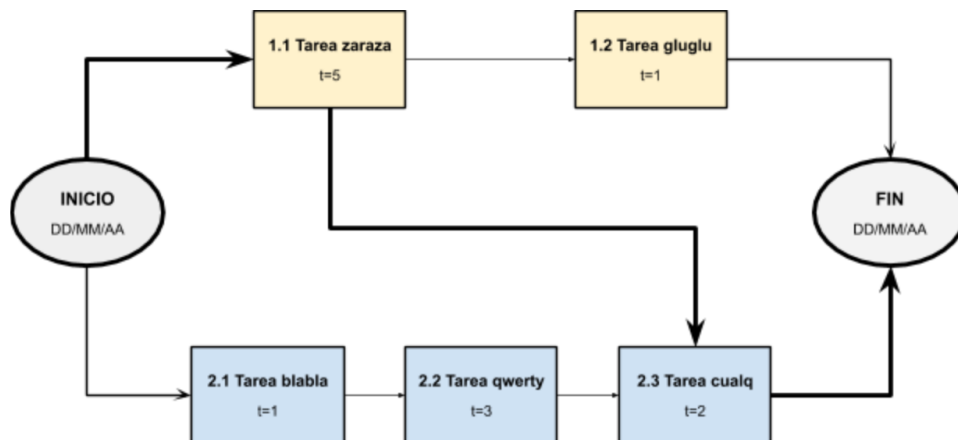 1.1 Tarea zaraza
t=5
1.2 Tarea gluglu
t=1
INICIO
DD/MM/AA
FIN
DD/MM/AA
2.1 Tarea blabla
t=1
2.2 Tarea qwerty
t=3
2.3 Tarea cualq
t=2